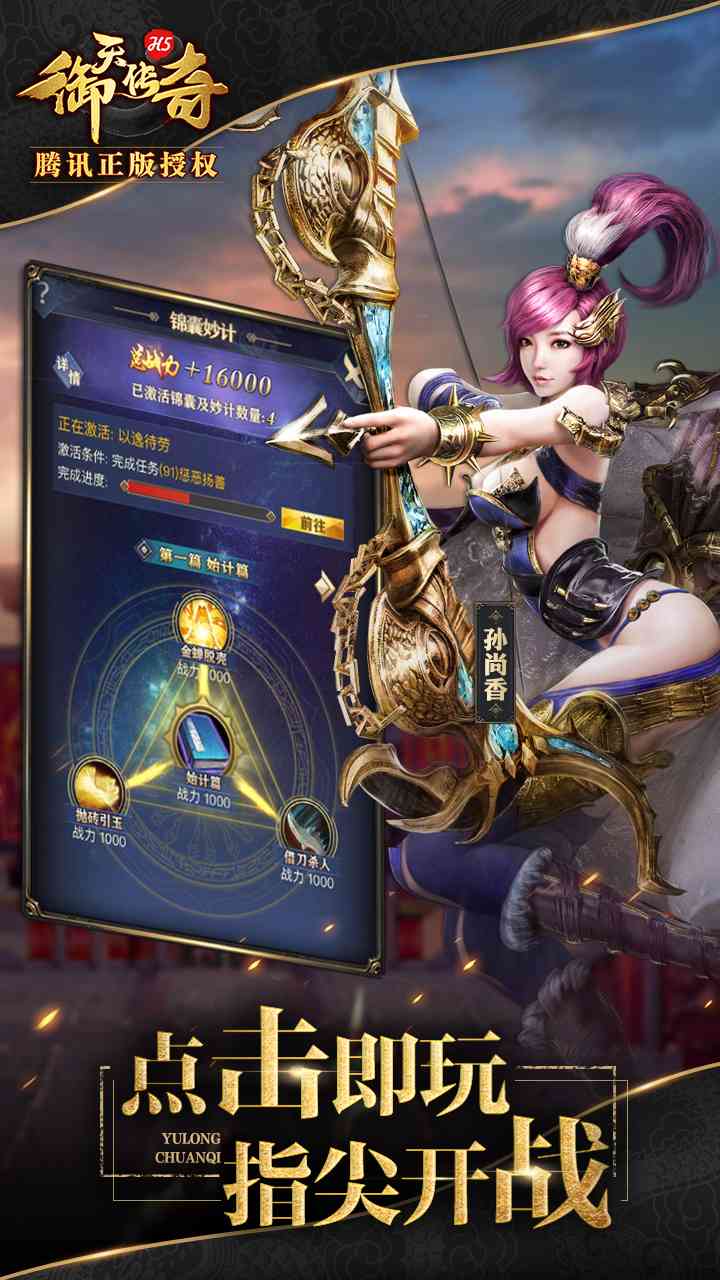 御天传奇
H5
腾讯正版授权
?
锦囊妙计
详情
总战力+16000
已激活锦囊及妙计数量:4
正在激活: 以逸待劳
激活条件: 完成任务(91)惩恶扬善
完成进度:
前往
第一篇 始计篇
金蝉脱壳
战力 1000
始计篇
战力 1000
抛砖引玉
战力 1000
借刀杀人
战力 1000
孙尚香
点击即玩
YULONG
CHUANQI
指尖开战